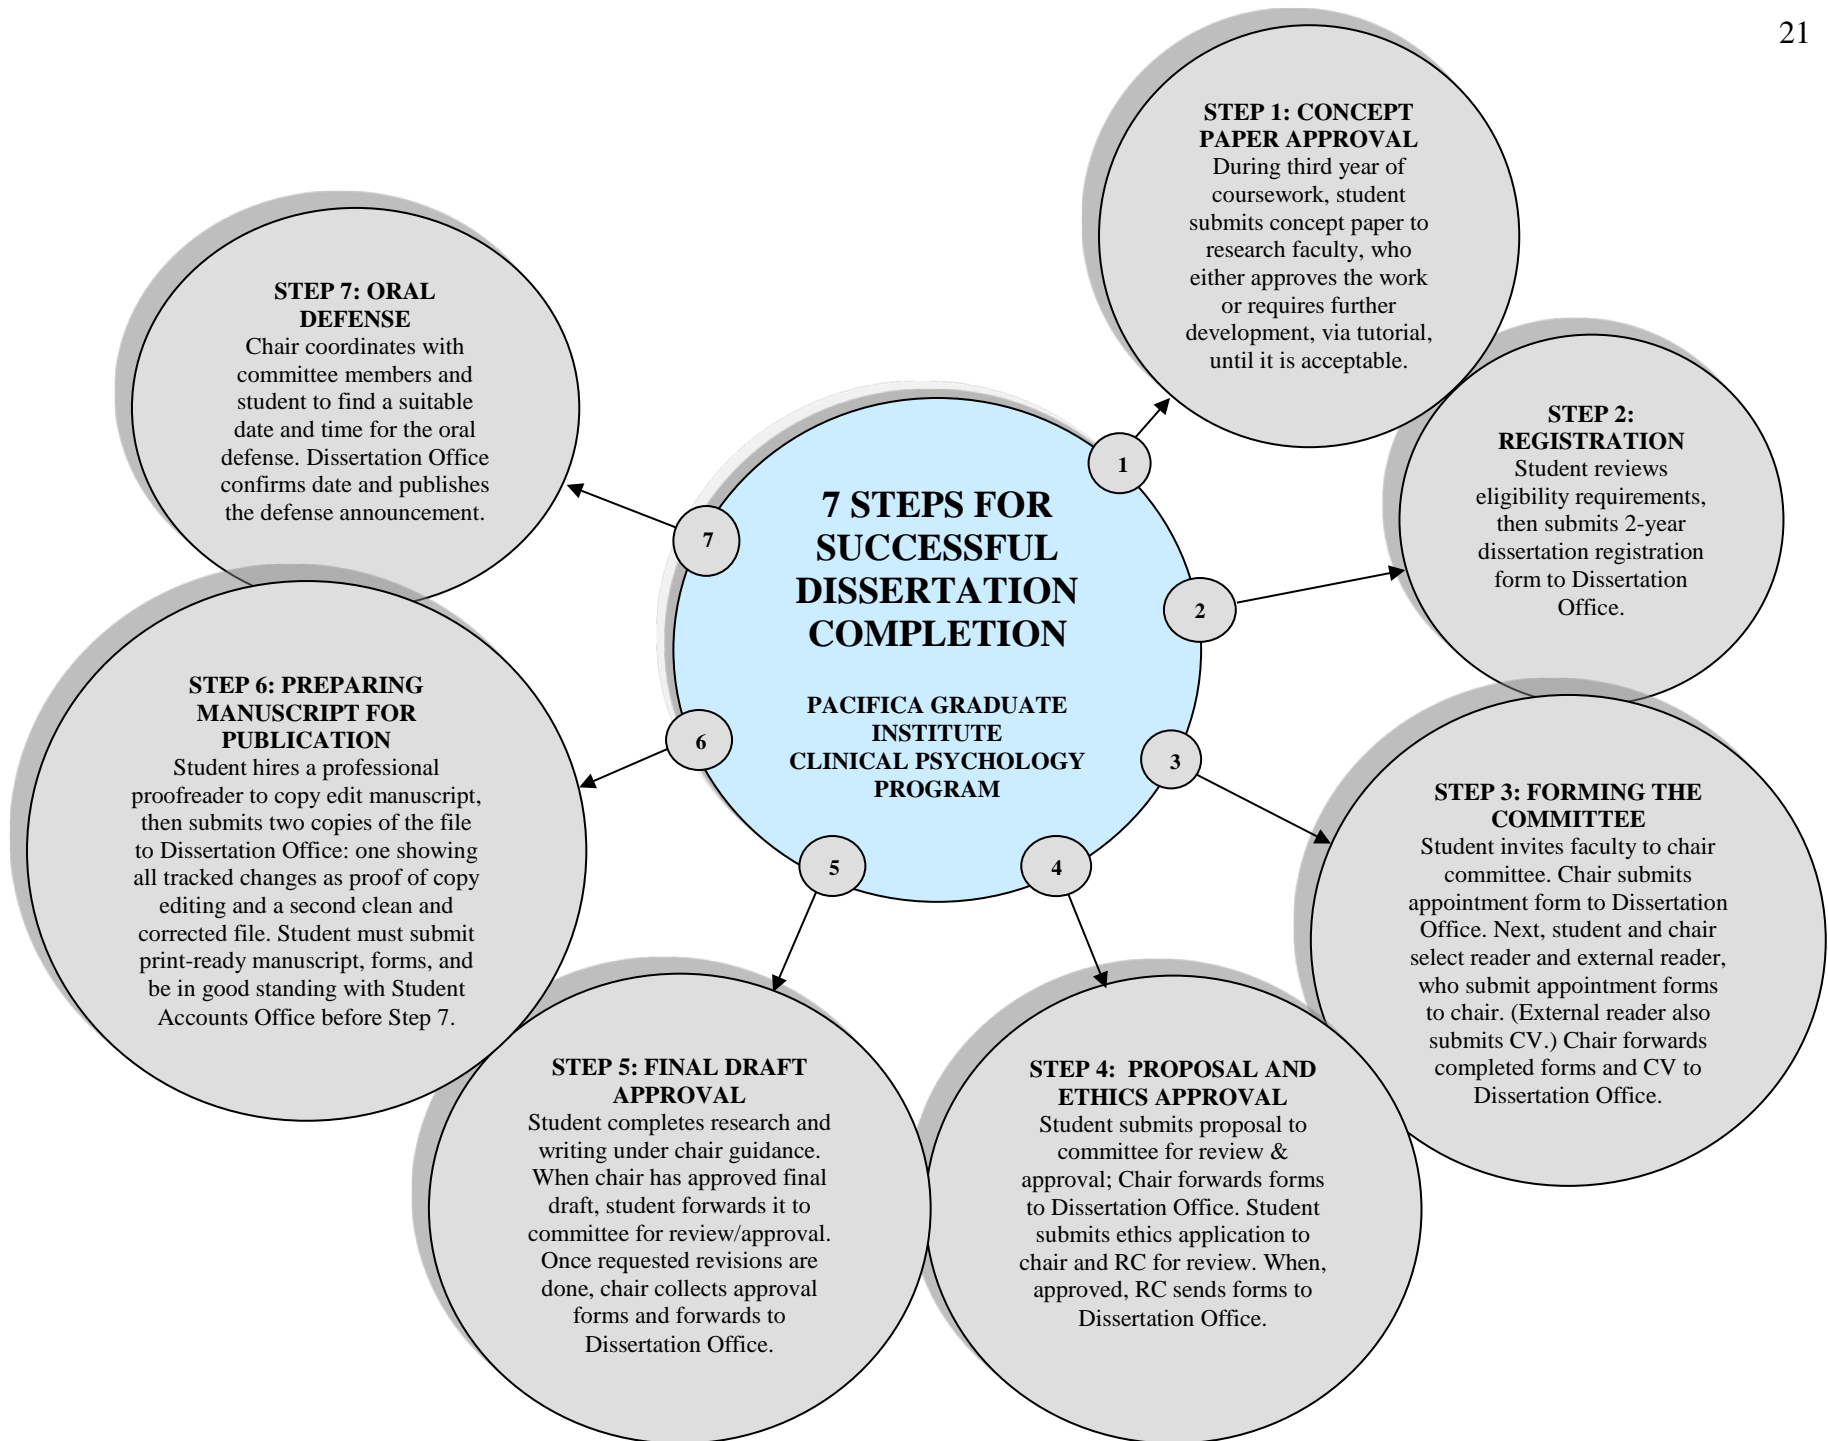 21
7 STEPS FOR
SUCCESSFUL
DISSERTATION
COMPLETION
PACIFICA GRADUATE
INSTITUTE
CLINICAL PSYCHOLOGY
PROGRAM
1
2
3
4
5
6
7
STEP 1: CONCEPT
PAPER APPROVAL
During third year of
coursework, student
submits concept paper to
research faculty, who
either approves the work
or requires further
development, via tutorial,
until it is acceptable.
STEP 2:
REGISTRATION
Student reviews
eligibility requirements,
then submits 2-year
dissertation registration
form to Dissertation
Office.
STEP 3: FORMING THE
COMMITTEE
Student invites faculty to chair
committee. Chair submits
appointment form to Dissertation
Office. Next, student and chair
select reader and external reader,
who submit appointment forms
to chair. (External reader also
submits CV.) Chair forwards
completed forms and CV to
Dissertation Office.
STEP 4: PROPOSAL AND
ETHICS APPROVAL
Student submits proposal to
committee for review &
approval; Chair forwards forms
to Dissertation Office. Student
submits ethics application to
chair and RC for review. When,
approved, RC sends forms to
Dissertation Office.
STEP 5: FINAL DRAFT
APPROVAL
Student completes research and
writing under chair guidance.
When chair has approved final
draft, student forwards it to
committee for review/approval.
Once requested revisions are
done, chair collects approval
forms and forwards to
Dissertation Office.
STEP 6: PREPARING
MANUSCRIPT FOR
PUBLICATION
Student hires a professional
proofreader to copy edit manuscript,
then submits two copies of the file
to Dissertation Office: one showing
all tracked changes as proof of copy
editing and a second clean and
corrected file. Student must submit
print-ready manuscript, forms, and
be in good standing with Student
Accounts Office before Step 7.
STEP 7: ORAL
DEFENSE
Chair coordinates with
committee members and
student to find a suitable
date and time for the oral
defense. Dissertation Office
confirms date and publishes
the defense announcement.